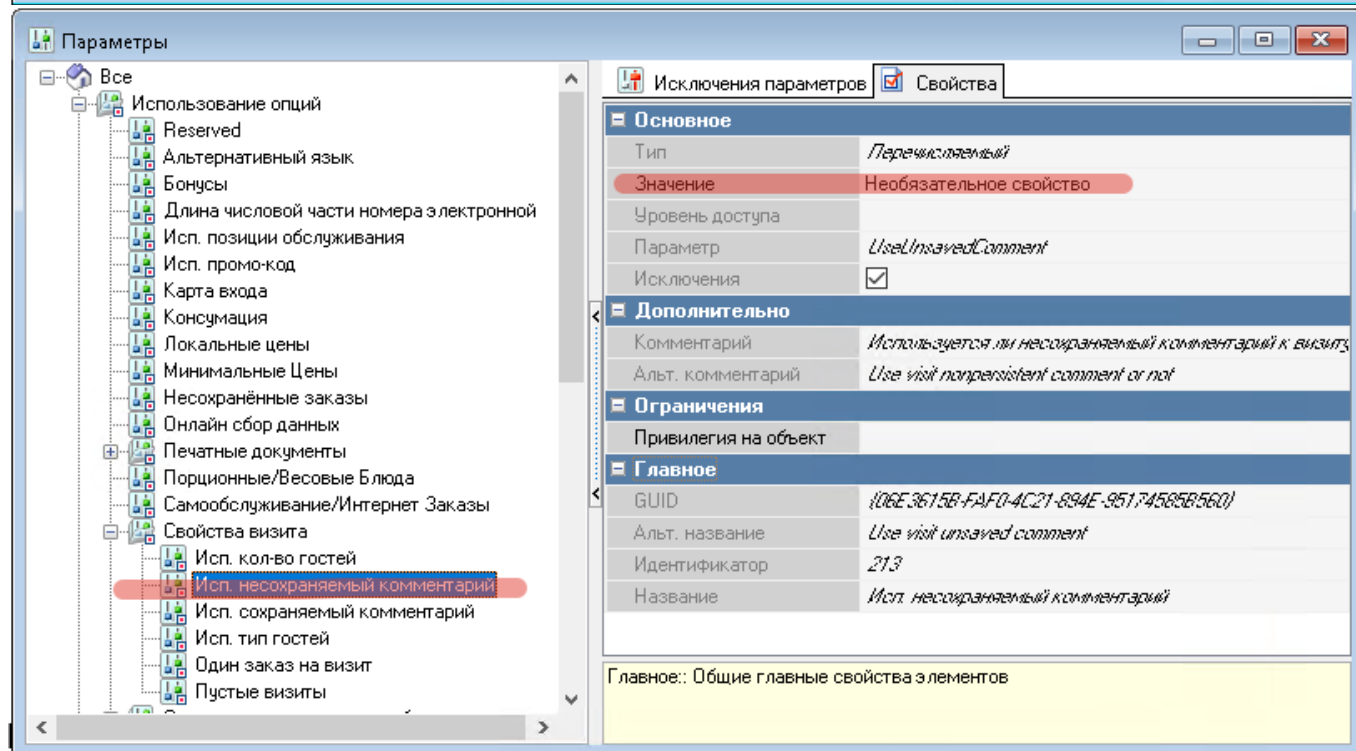 Параметры
Все
Использование опций
Reserved
Альтернативный язык
Бонусы
Длина числовой части номера электронной
Исп. позиции обслуживания
Исп. промо-код
Карта входа
Консумация
Локальные цены
Минимальные Цены
Несохранённые заказы
Онлайн сбор данных
Печатные документы
Порционные/Весовые Блюда
Самообслуживание/Интернет Заказы
Свойства визита
Исп. кол-во гостей
Исп. несохраняемый комментарий
Исп. сохраняемый комментарий
Исп. тип гостей
Один заказ на визит
Пустые визиты
Исключения параметров Свойства
Основное
Тип Перечисляемый
Значение Необязательное свойство
Уровень доступа
Параметр UseUnsavedComment
Исключения
Дополнительно
Комментарий Используется ли несохраняемый комментарий к визиту
Альт. комментарий Use visit nonpersistent comment or not
Ограничения
Привилегия на объект
Главное
GUID {06E3615B-FAF0-4C21-894E-95174585B560}
Альт. название Use visit unsaved comment
Идентификатор 213
Название Исп. несохраняемый комментарий
Главное:: Общие главные свойства элементов